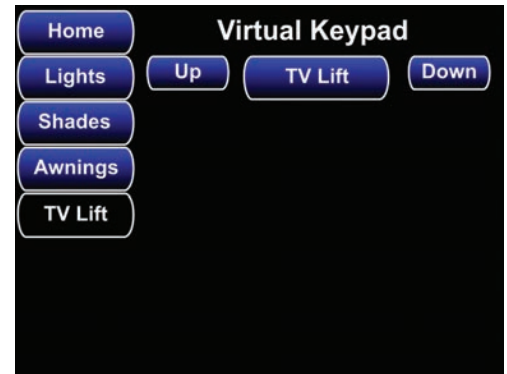 Home
Virtual Keypad
Lights
Up
TV Lift
Down
Shades
Awnings
TV Lift